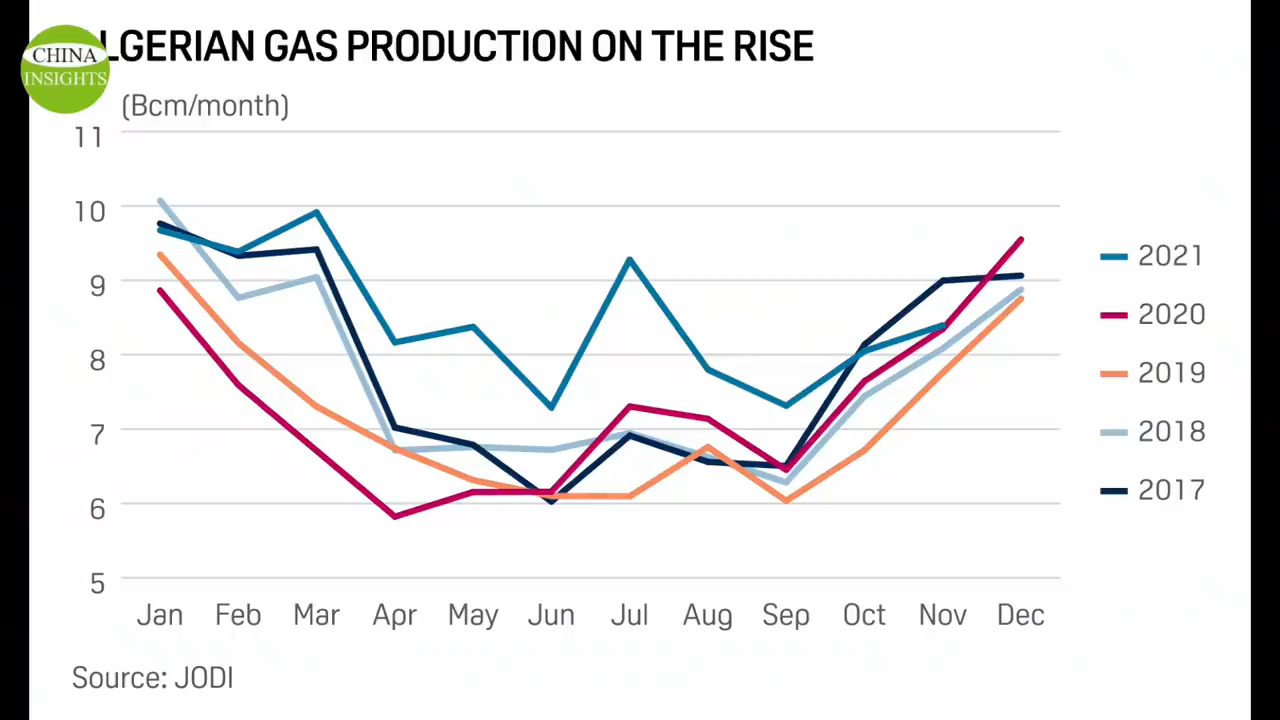 CHINA
INSIGHTS
LGERIAN GAS PRODUCTION ON THE RISE
(Bcm/month)
11
10
9
8
7
6
5
Jan Feb Mar Apr May Jun Jul Aug Sep Oct Nov Dec
2021
2020
2019
2018
2017
Source: JODI